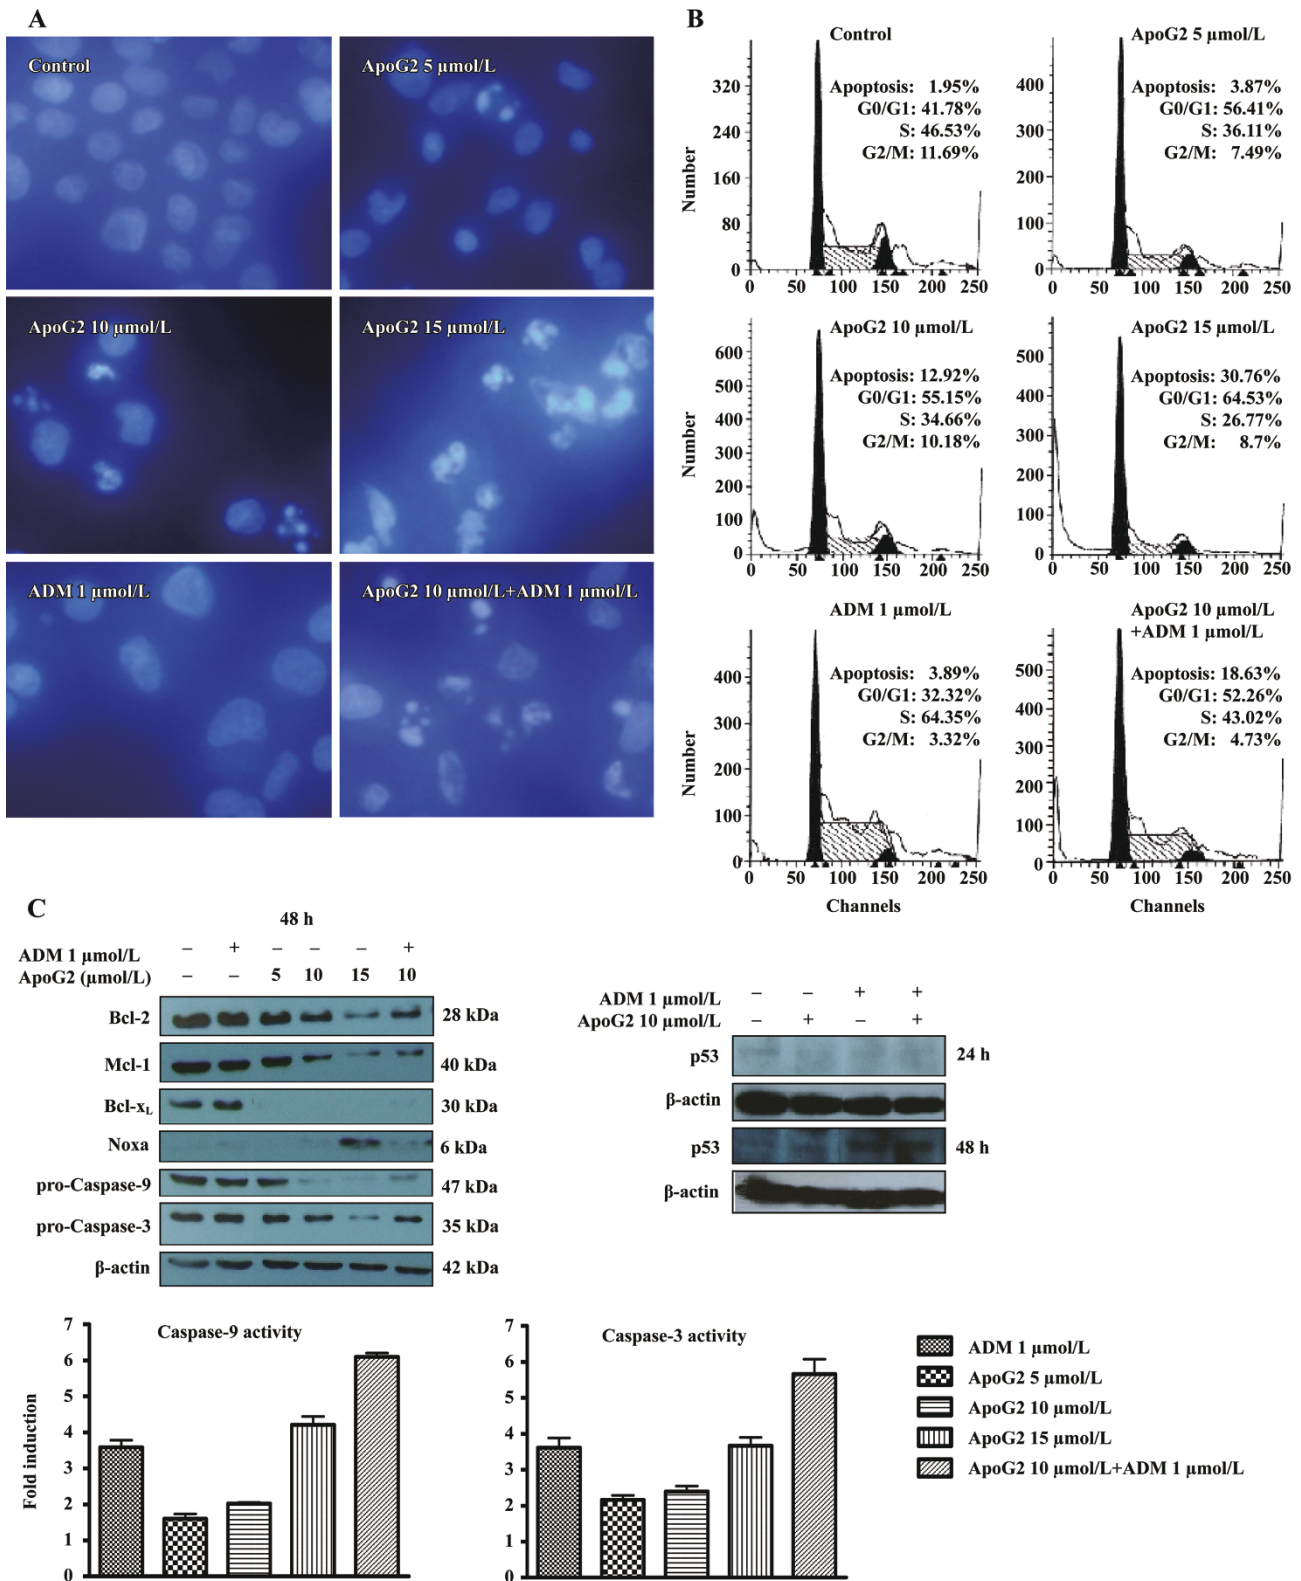 A
Control
ApoG2 5 µmol/L
ApoG2 10 µmol/L
ApoG2 15 µmol/L
ADM 1 µmol/L
ApoG2 10 µmol/L+ADM 1 µmol/L
B
Control
Apoptosis: 1.95%
G0/G1: 41.78%
S: 46.53%
G2/M: 11.69%
Number
320
240
160
80
0
0 50 100 150 200 250
ApoG2 5 µmol/L
Apoptosis: 3.87%
G0/G1: 56.41%
S: 36.11%
G2/M: 7.49%
400
300
200
100
0
0 50 100 150 200 250
ApoG2 10 µmol/L
Apoptosis: 12.92%
G0/G1: 55.15%
S: 34.66%
G2/M: 10.18%
Number
600
500
400
300
200
100
0
0 50 100 150 200 250
ApoG2 15 µmol/L
Apoptosis: 30.76%
G0/G1: 64.53%
S: 26.77%
G2/M: 8.7%
500
400
300
200
100
0
0 50 100 150 200 250
ADM 1 µmol/L
Apoptosis: 3.89%
G0/G1: 32.32%
S: 64.35%
G2/M: 3.32%
Number
400
300
200
100
0
0 50 100 150 200 250
Channels
ApoG2 10 µmol/L
+ADM 1 µmol/L
Apoptosis: 18.63%
G0/G1: 52.26%
S: 43.02%
G2/M: 4.73%
500
400
300
200
100
0
0 50 100 150 200 250
Channels
C
48 h
ADM 1 µmol/L – + – – – +
ApoG2 (µmol/L) – – 5 10 15 10
Bcl-2 28 kDa
Mcl-1 40 kDa
Bcl-xL 30 kDa
Noxa 6 kDa
pro-Caspase-9 47 kDa
pro-Caspase-3 35 kDa
β-actin 42 kDa
ADM 1 µmol/L – – + +
ApoG2 10 µmol/L – + – +
p53 24 h
β-actin
p53 48 h
β-actin
Caspase-9 activity
Fold induction
7
6
5
4
3
2
1
0
Caspase-3 activity
7
6
5
4
3
2
1
0
ADM 1 µmol/L
ApoG2 5 µmol/L
ApoG2 10 µmol/L
ApoG2 15 µmol/L
ApoG2 10 µmol/L+ADM 1 µmol/L